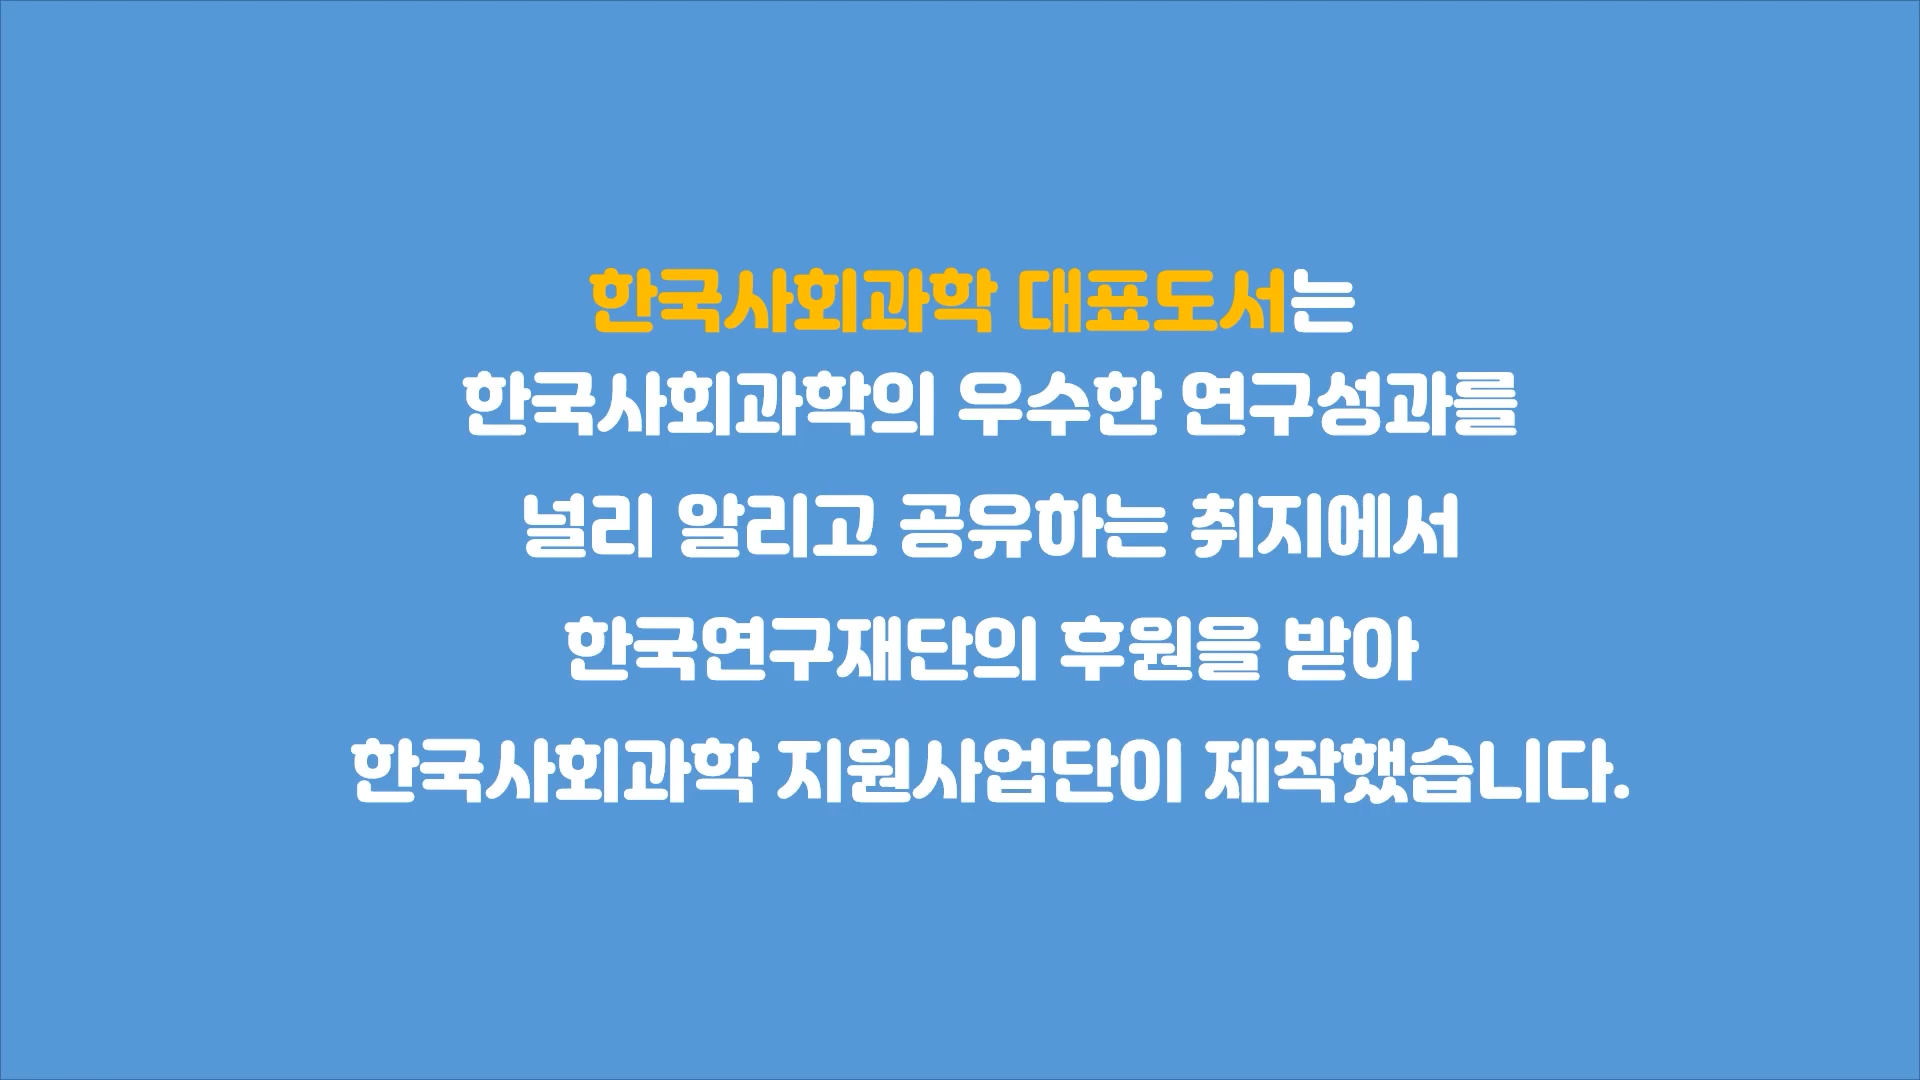 한국사회과학 대표도서는
한국사회과학의 우수한 연구성과를
널리 알리고 공유하는 취지에서
한국연구재단의 후원을 받아
한국사회과학 지원사업단이 제작했습니다.